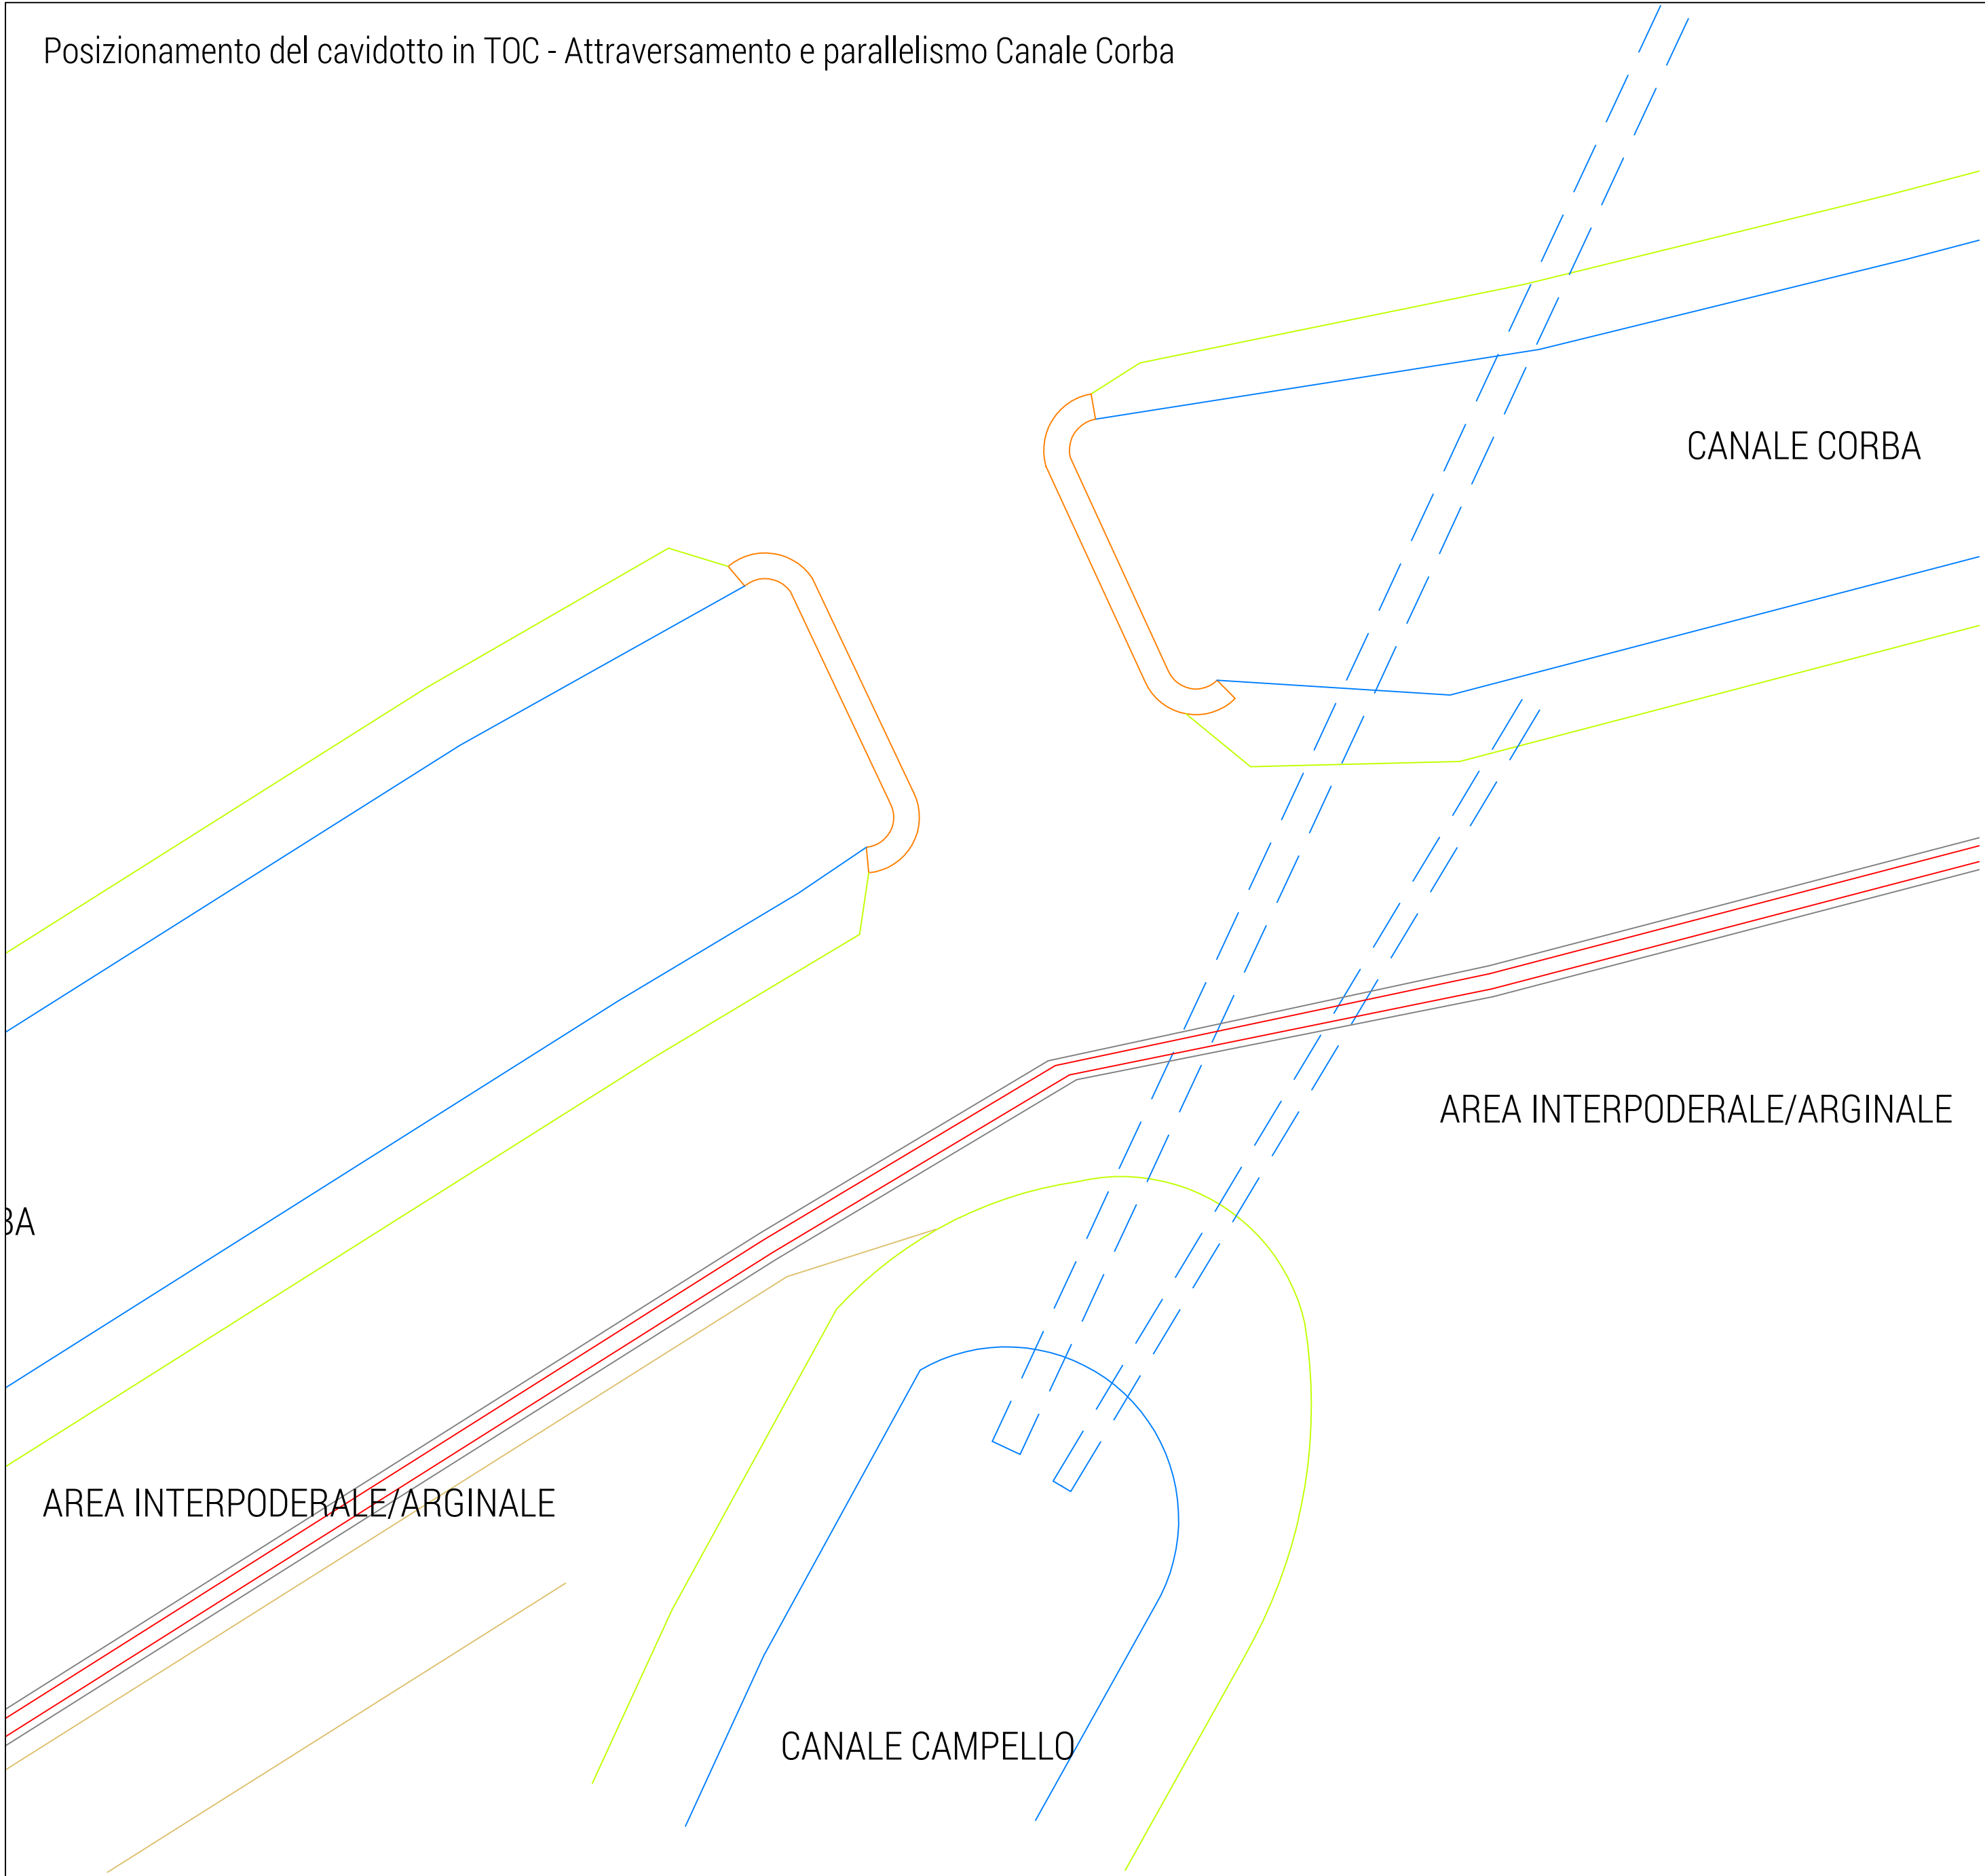 Posizionamento del cavidotto in TOC - Attraversamento e parallelismo Canale Corba
CANALE CORBA
AREA INTERPODERALE/ARGINALE
BA
AREA INTERPODERALE/ARGINALE
CANALE CAMPELLO